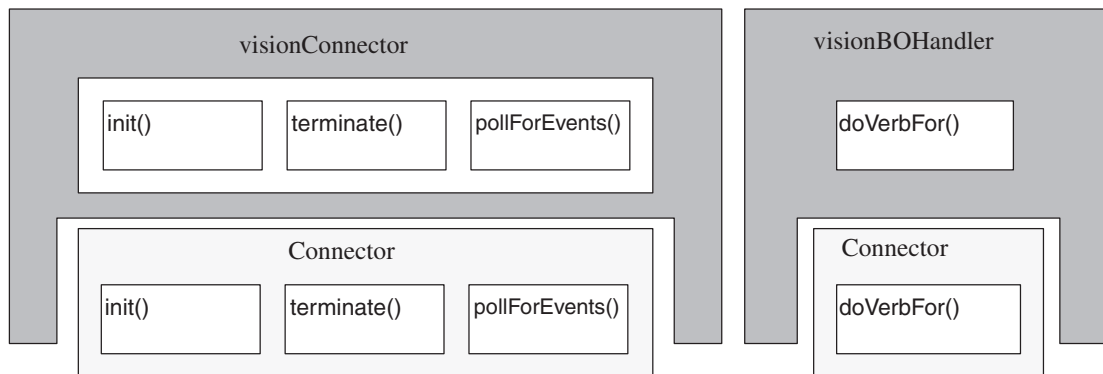 visionConnector
init()
terminate()
pollForEvents()
Connector
init()
terminate()
pollForEvents()
visionBOHandler
doVerbFor()
Connector
doVerbFor()